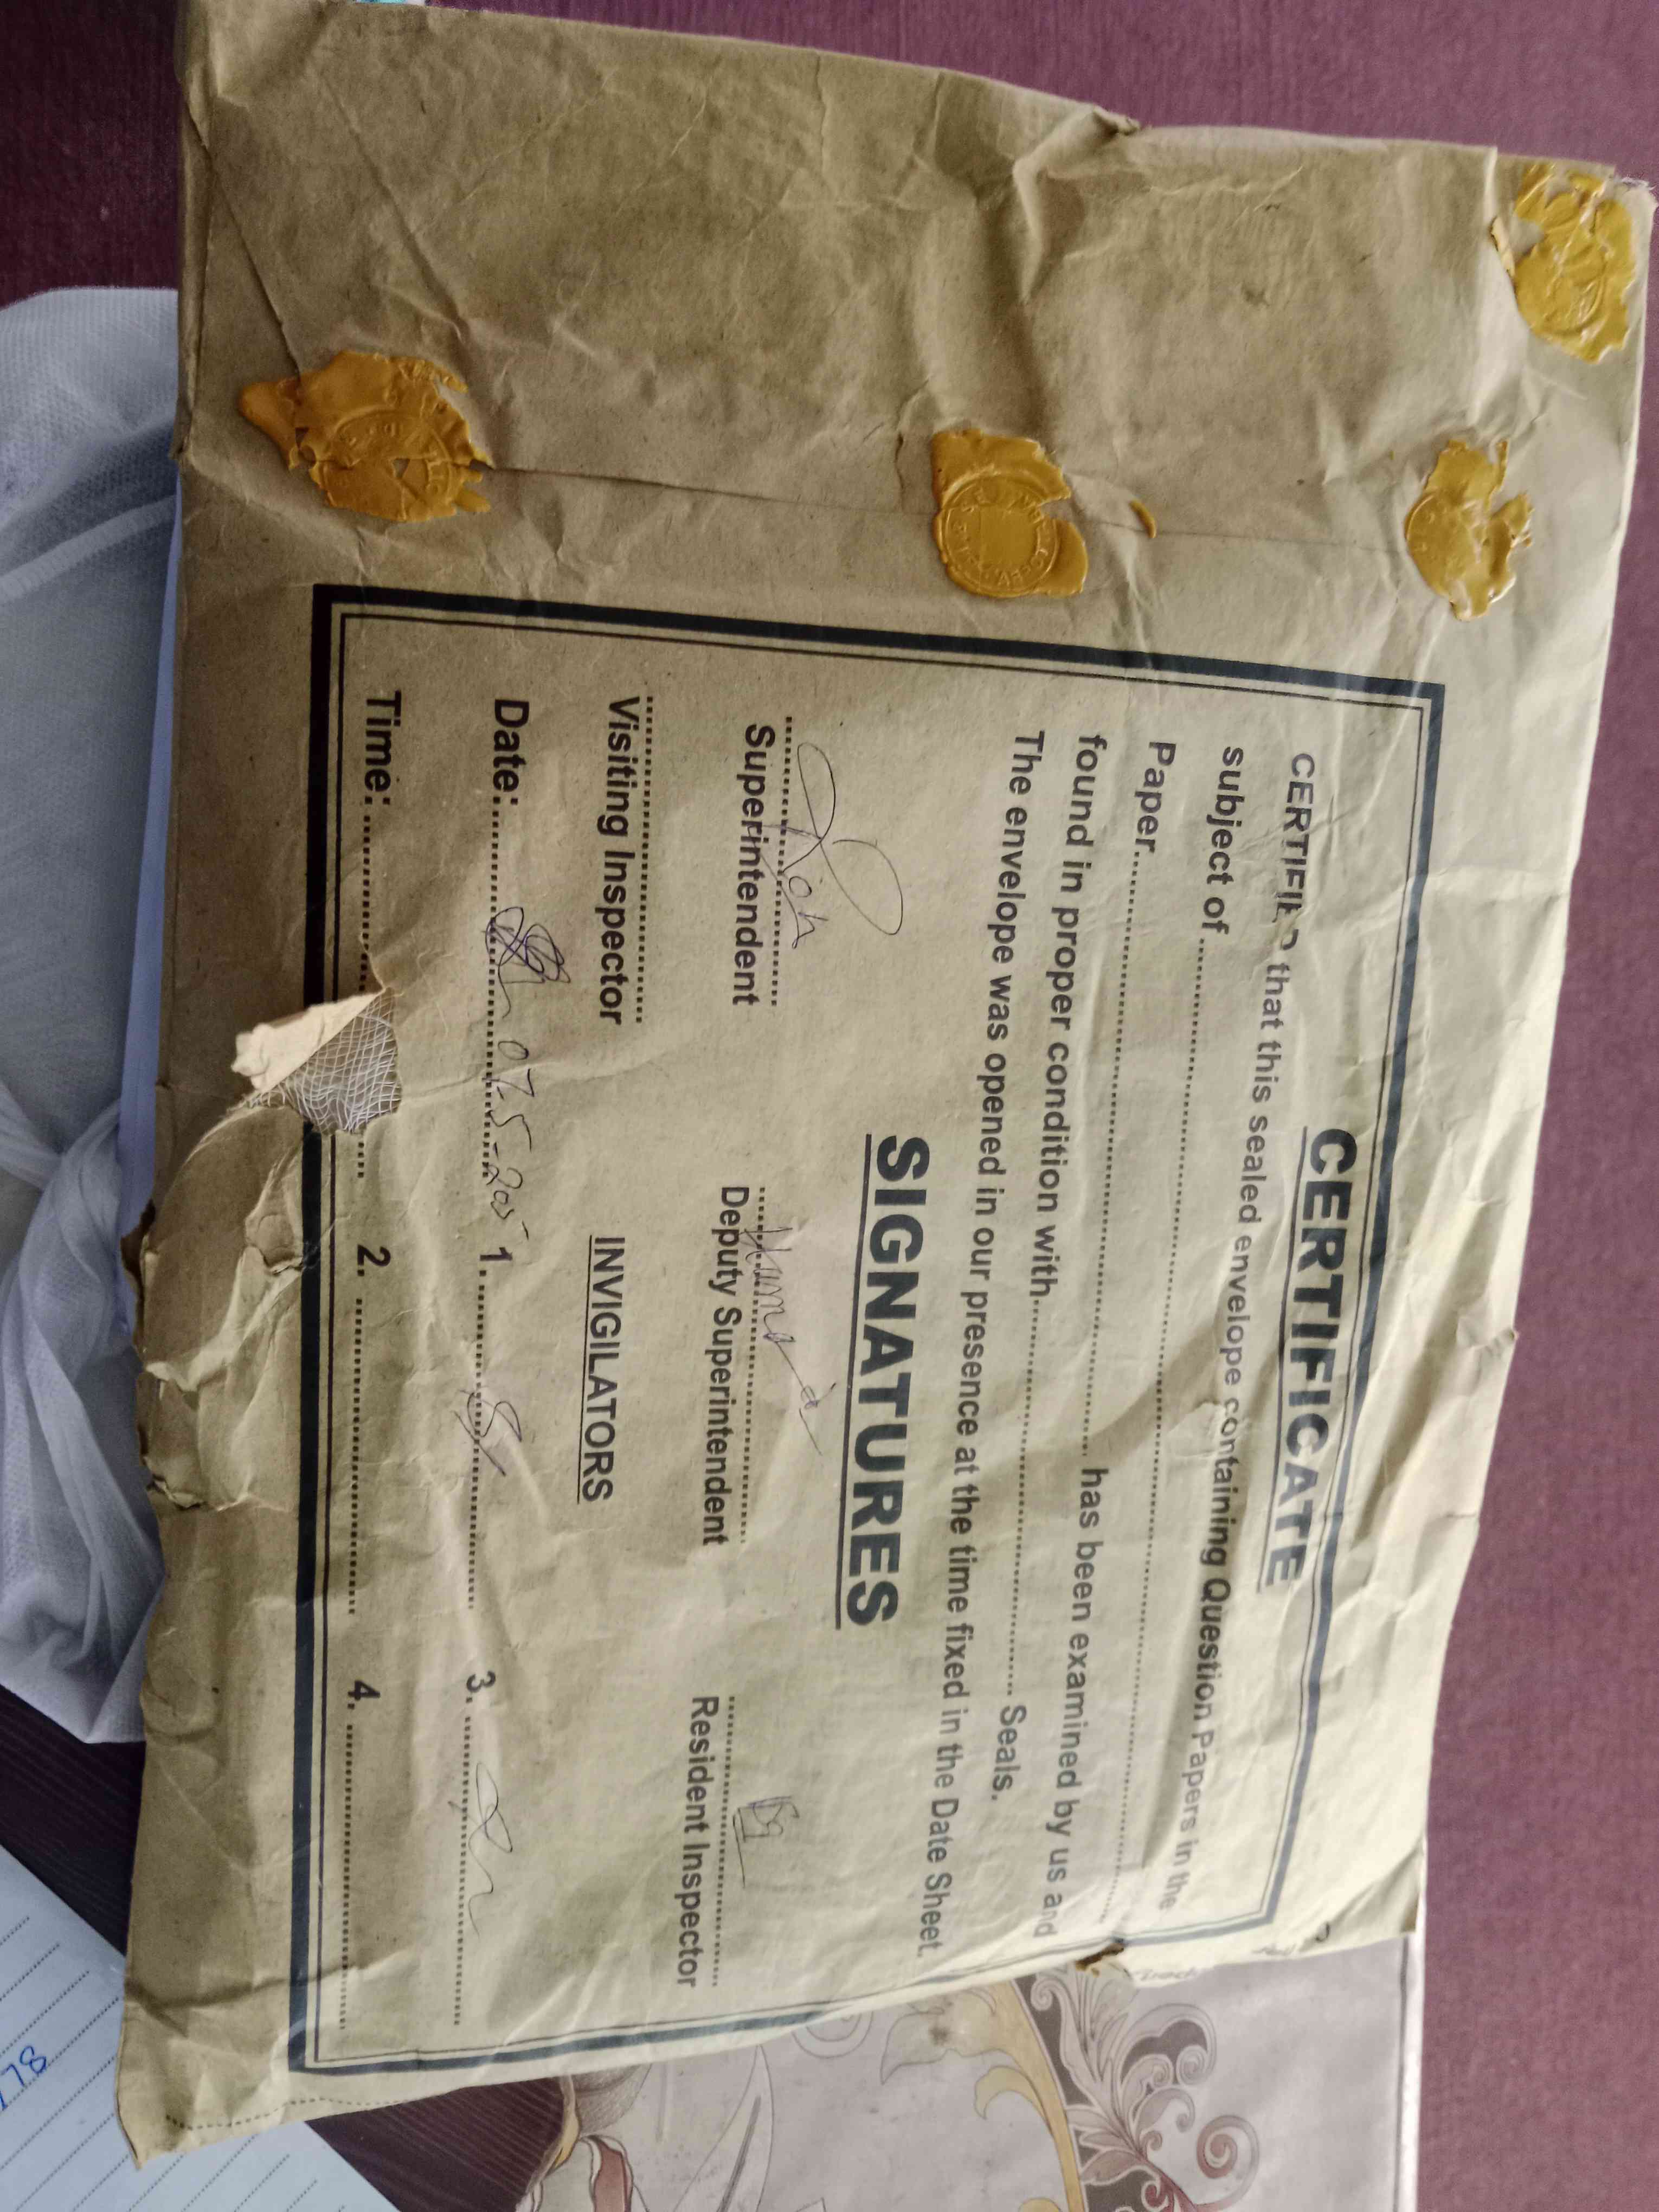 CERTIFICATE
CERTIFIED that this sealed envelope containing Question Papers in the
subject of....................
Paper.................... has been examined by us and
found in proper condition with.................... Seals.
The envelope was opened in our presence at the time fixed in the Date Sheet.
SIGNATURES
Superintendent Deputy Superintendent Resident Inspector
Visiting Inspector INVIGILATORS
Date: 1. 3.
Time: 2. 4.